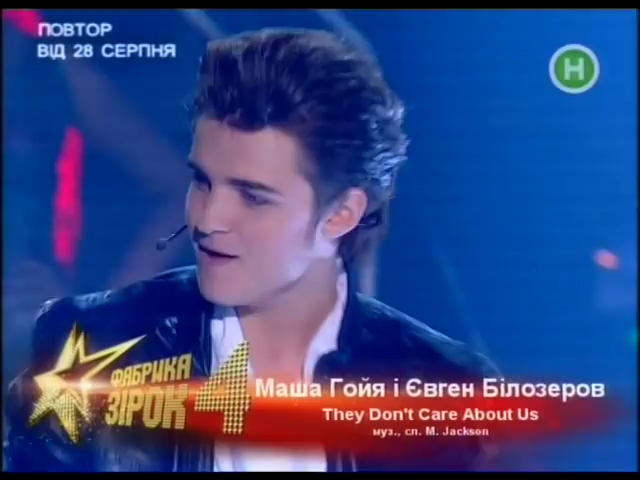 ПОВТОР
ВІД 28 СЕРПНЯ
Н
ФАБРИКА
ЗІРОК 4
Маша Гойя і Євген Білозеров
They Don't Care About Us
муз., сл. M. Jackson